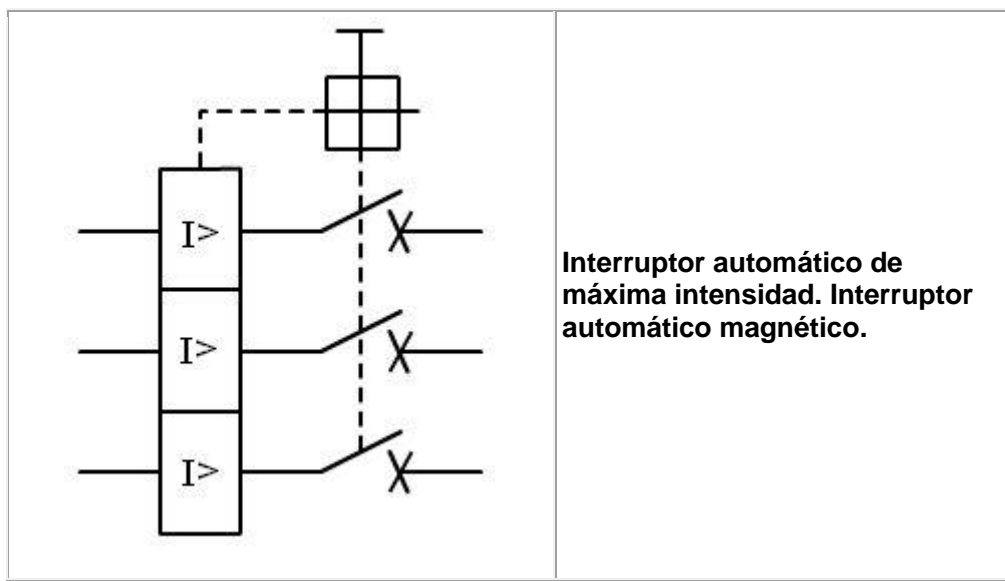 I>
I>
I>
Interruptor automático de
máxima intensidad. Interruptor
automático magnético.